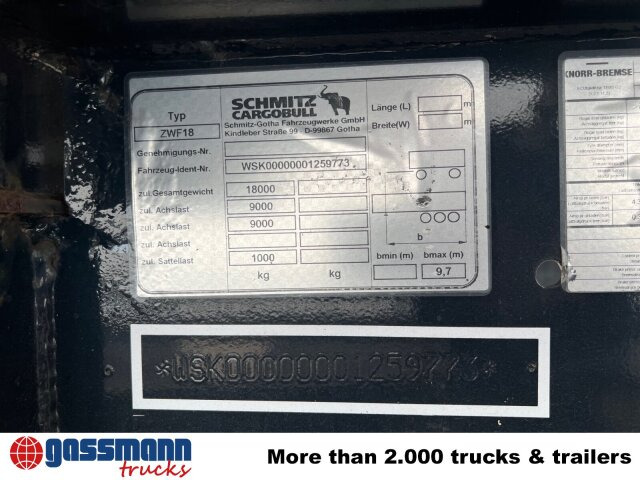 SCHMITZ
CARGOBULL
Schmitz-Gotha Fahrzeugwerke GmbH
Kindleber Straße 99 - D-99867 Gotha
Typ
ZWF18
Genehmigungs-Nr.
Fahrzeug-Ident-Nr. WSK00000001259773
zul.Gesamtgewicht 18000
zul. Achslast 9000
zul. Achslast 9000
zul. Achslast
zul. Sattellast 1000
kg kg
Länge (L) m
Breite(W) m
b
bmin (m) bmax (m)
9,7
KNORR-BREMSE
*WSK00000001259773*
gassmann
trucks
More than 2.000 trucks & trailers